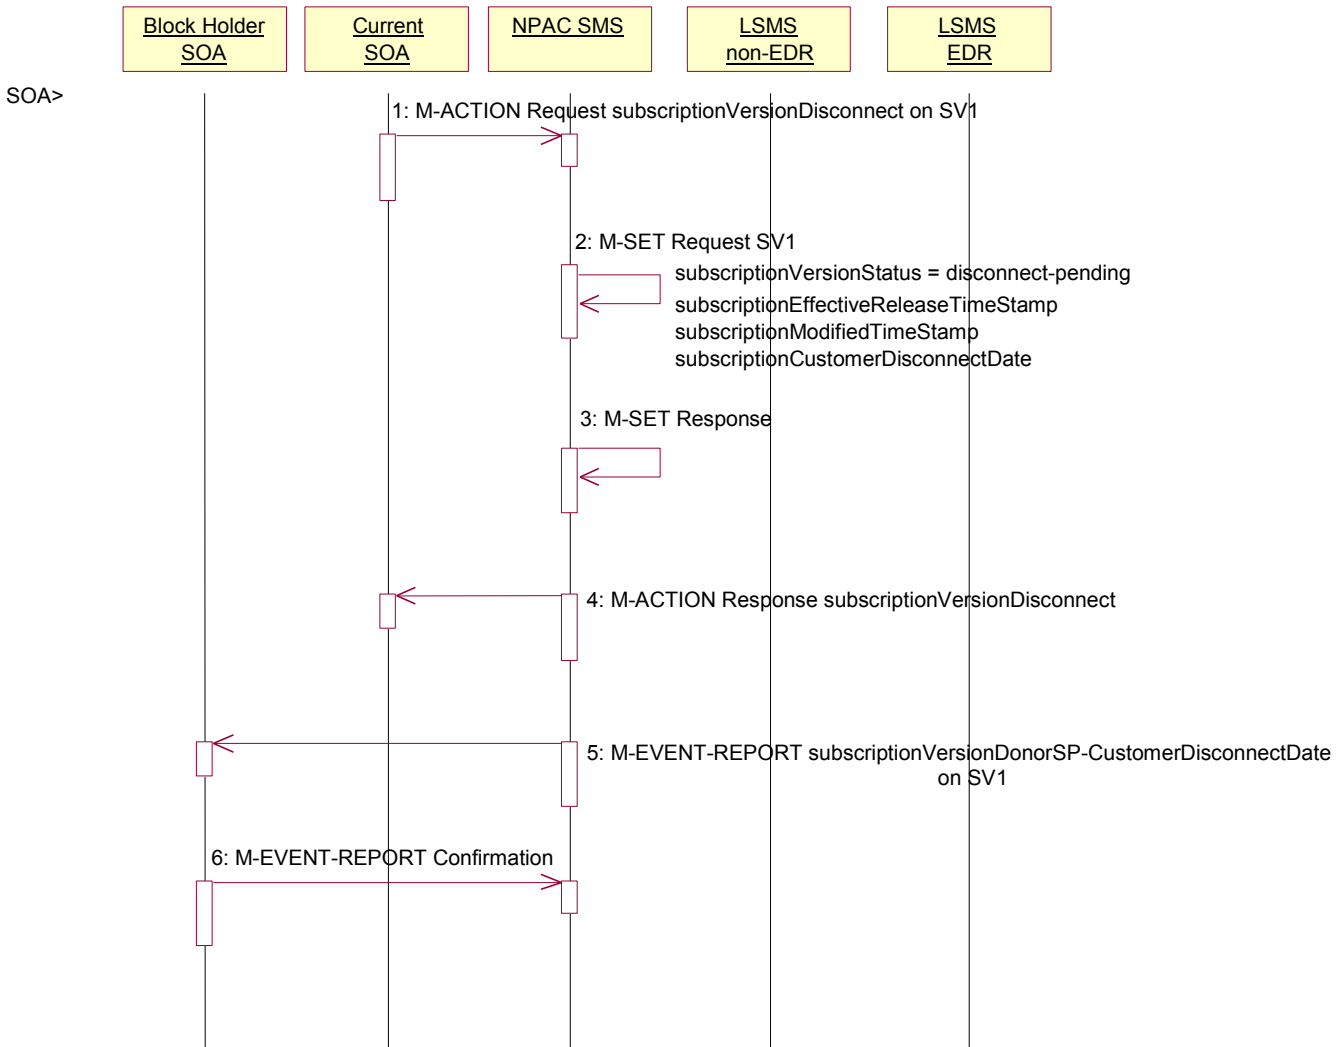 Block Holder
SOA
Current
SOA
NPAC SMS
LSMS
non-EDR
LSMS
EDR
SOA>
1: M-ACTION Request subscriptionVersionDisconnect on SV1
2: M-SET Request SV1
subscriptionVersionStatus = disconnect-pending
subscriptionEffectiveReleaseTimeStamp
subscriptionModifiedTimeStamp
subscriptionCustomerDisconnectDate
3: M-SET Response
4: M-ACTION Response subscriptionVersionDisconnect
5: M-EVENT-REPORT subscriptionVersionDonorSP-CustomerDisconnectDate
on SV1
6: M-EVENT-REPORT Confirmation